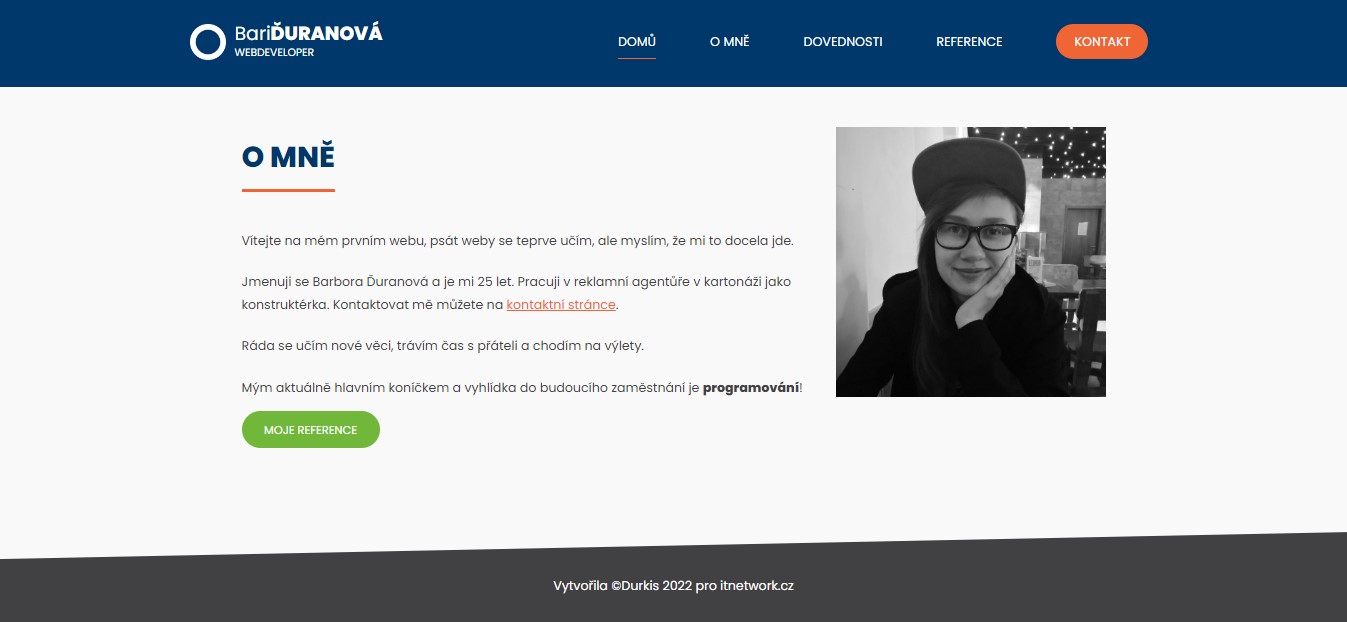 BariĎURANOVÁ
WEBDEVELOPER
DOMŮ
O MNĚ
DOVEDNOSTI
REFERENCE
KONTAKT
O MNĚ
Vítejte na mém prvním webu, psát weby se teprve učím, ale myslím, že mi to docela jde.
Jmenuji se Barbora Ďuranová a je mi 25 let. Pracuji v reklamní agentůře v kartonáži jako
konstruktérka. Kontaktovat mě můžete na kontaktní stránce.
Ráda se učím nové věci, trávím čas s přáteli a chodím na výlety.
Mým aktuálně hlavním koníčkem a vyhlídka do budoucího zaměstnání je programování!
MOJE REFERENCE
Vytvořila ©Durkis 2022 pro itnetwork.cz